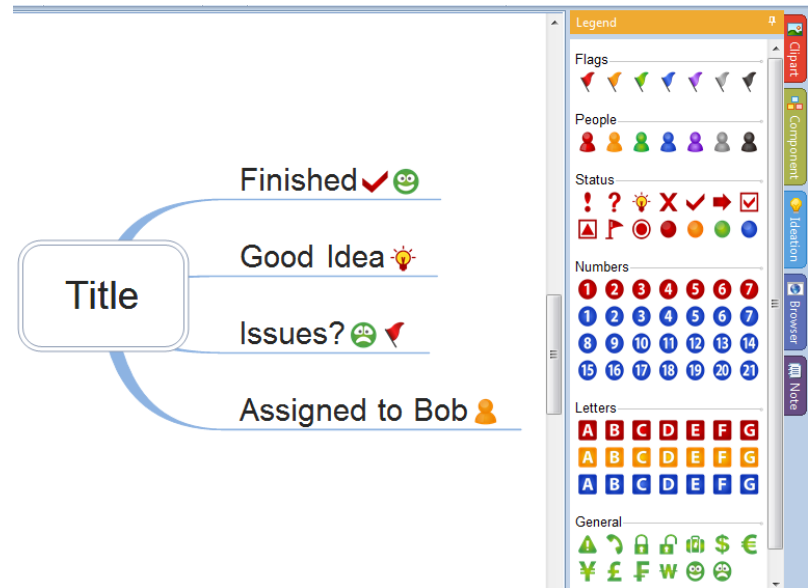 Title
Finished
Good Idea
Issues?
Assigned to Bob
Legend
Flags
People
Status
! ?
Numbers
1 2 3 4 5 6 7
1 2 3 4 5 6 7
8 9 10 11 12 13 14
15 16 17 18 19 20 21
Letters
A B C D E F G
A B C D E F G
A B C D E F G
General
$ €
¥ £ ₣ ₩
Clipart
Component
Ideation
Browser
Note